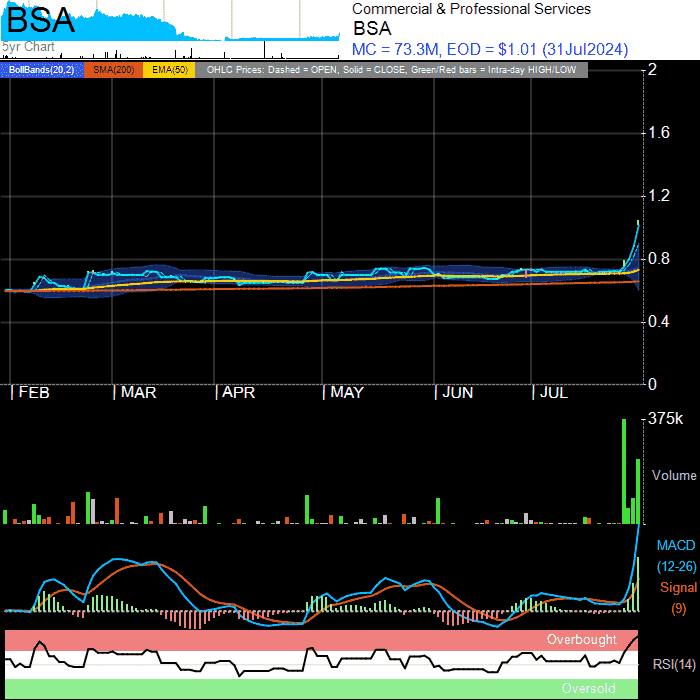 BSA
5yr Chart
Commercial & Professional Services
BSA
MC = 73.3M, EOD = $1.01 (31Jul2024)
BollBands(20,2) SMA(200) EMA(50) OHLC Prices: Dashed = OPEN, Solid = CLOSE, Green/Red bars = Intra-day HIGH/LOW
2
1.6
1.2
0.8
0.4
0
FEB MAR APR MAY JUN JUL
375k
Volume
MACD
(12-26)
Signal
(9)
Overbought
RSI(14)
Oversold